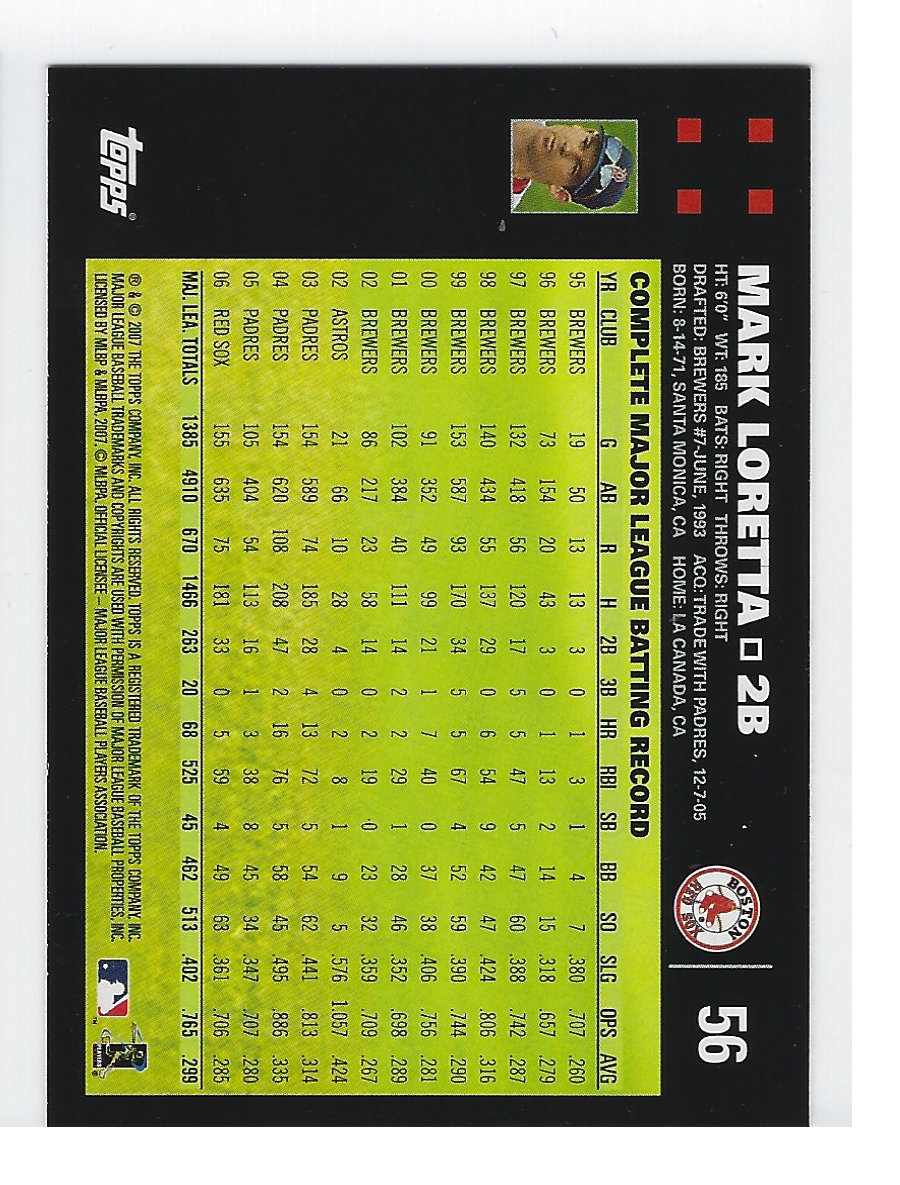 MARK LORETTA 2B
HT: 6'0" WT: 185 BATS: RIGHT THROWS: RIGHT
DRAFTED: BREWERS #7-JUNE, 1993 ACQ: TRADE WITH PADRES, 12-7-05
BORN: 8-14-71, SANTA MONICA, CA HOME: LA CANADA, CA
BOSTON
RED SOX
56
COMPLETE MAJOR LEAGUE BATTING RECORD
YR CLUB G AB R H 2B 3B HR RBI SB BB SO SLG OPS AVG
95 BREWERS 19 50 13 13 3 0 1 3 1 4 7 .380 .707 .260
96 BREWERS 73 154 20 43 3 0 1 13 2 14 15 .318 .657 .279
97 BREWERS 132 418 56 120 17 5 5 47 5 47 60 .388 .742 .287
98 BREWERS 140 434 55 137 29 0 6 54 9 42 47 .424 .806 .316
99 BREWERS 153 587 93 170 34 5 5 67 4 52 59 .390 .744 .290
00 BREWERS 91 352 49 99 21 1 7 40 0 37 38 .406 .756 .281
01 BREWERS 102 384 40 111 14 2 2 29 1 28 46 .352 .698 .289
02 BREWERS 86 217 23 58 14 0 2 19 0 23 32 .359 .709 .267
02 ASTROS 21 66 10 28 4 0 2 8 1 9 5 .576 1.057 .424
03 PADRES 154 589 74 185 28 4 13 72 5 54 62 .441 .813 .314
04 PADRES 154 620 108 208 47 2 16 76 5 58 45 .495 .886 .335
05 PADRES 105 404 54 113 16 1 3 38 8 45 34 .347 .707 .280
06 RED SOX 155 635 75 181 33 0 5 59 4 49 63 .361 .706 .285
MAJ. LEA. TOTALS 1385 4910 670 1466 263 20 68 525 45 462 513 .402 .765 .299
® & © 2007 THE TOPPS COMPANY, INC. ALL RIGHTS RESERVED. TOPPS IS A REGISTERED TRADEMARK OF THE TOPPS COMPANY, INC.
MAJOR LEAGUE BASEBALL TRADEMARKS AND COPYRIGHTS ARE USED WITH PERMISSION OF MAJOR LEAGUE BASEBALL PROPERTIES, INC.
LICENSED BY MLBP & MLBPA, 2007. © MLBPA, OFFICIAL LICENSEE – MAJOR LEAGUE BASEBALL PLAYERS ASSOCIATION.
topps®